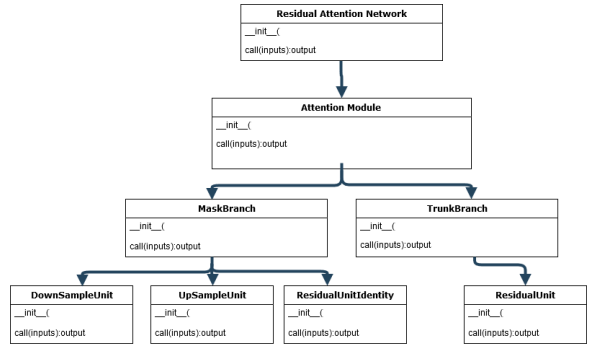 Residual Attention Network
__init__(
call(inputs):output
Attention Module
__init__(
call(inputs):output
MaskBranch
__init__(
call(inputs):output
TrunkBranch
__init__(
call(inputs):output
DownSampleUnit
__init__(
call(inputs):output
UpSampleUnit
__init__(
call(inputs):output
ResidualUnitIdentity
__init__(
call(inputs):output
ResidualUnit
__init__(
call(inputs):output